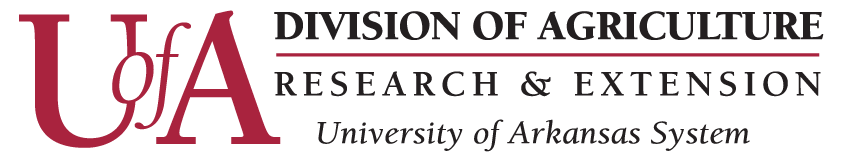 UofA
DIVISION OF AGRICULTURE
RESEARCH & EXTENSION
University of Arkansas System